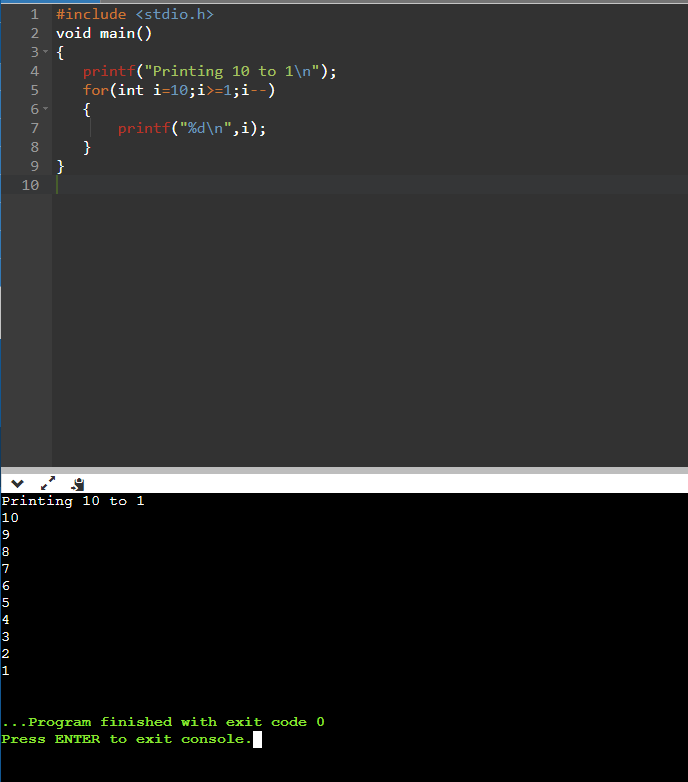 1 #include <stdio.h>
2 void main()
3 {
4    printf("Printing 10 to 1\n");
5    for(int i=10;i>=1;i--)
6    {
7        printf("%d\n",i);
8    }
9 }
10
Printing 10 to 1
10
9
8
7
6
5
4
3
2
1
...Program finished with exit code 0
Press ENTER to exit console.